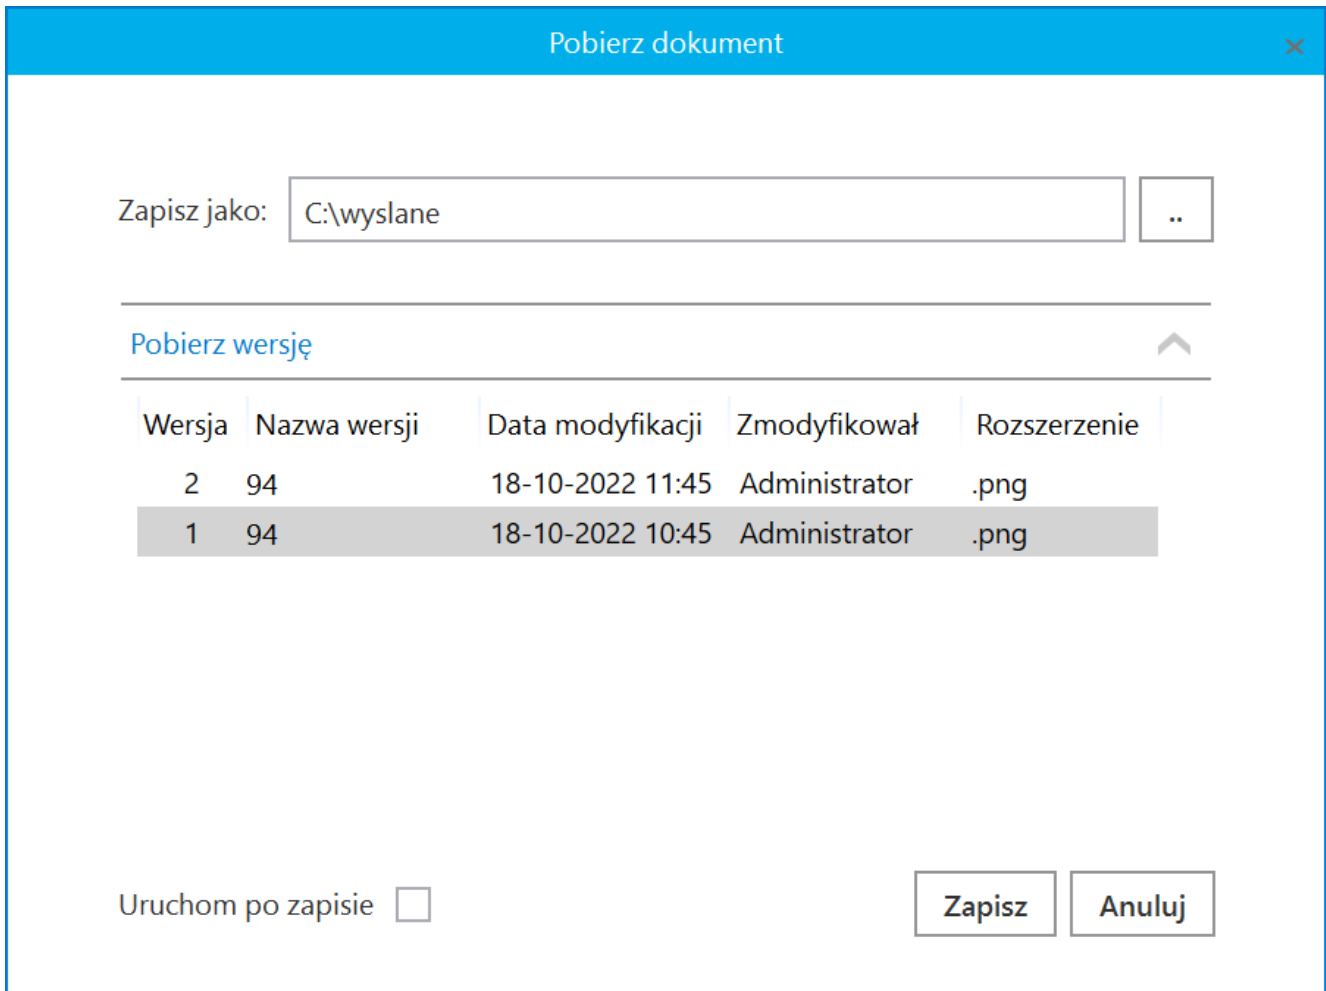 Pobierz dokument
Zapisz jako: C:\wyslane ..
Pobierz wersję
Wersja Nazwa wersji Data modyfikacji Zmodyfikował Rozszerzenie
2 94 18-10-2022 11:45 Administrator .png
1 94 18-10-2022 10:45 Administrator .png
Uruchom po zapisie Zapisz Anuluj